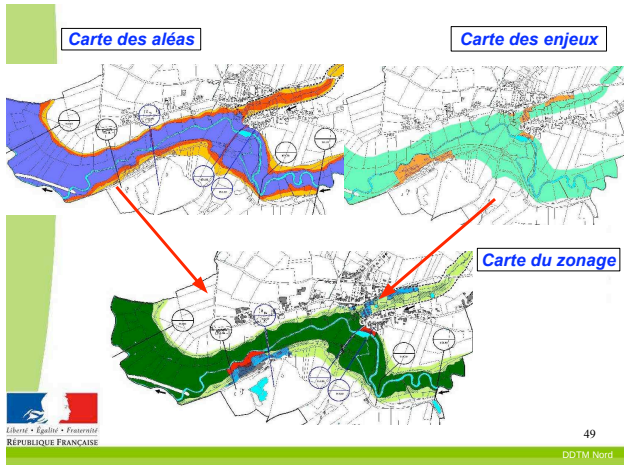 Carte des aléas
Carte des enjeux
Carte du zonage
Liberté • Égalité • Fraternité
RÉPUBLIQUE FRANÇAISE
49
DDTM Nord